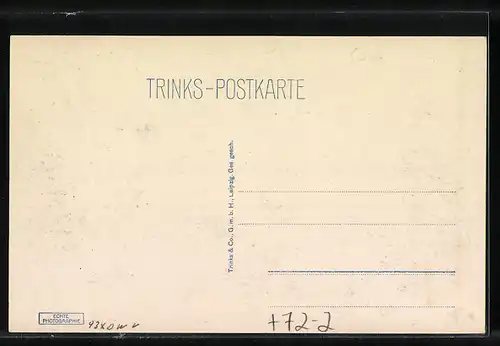 TRINKS-POSTKARTE
Trinks & Co., G. m. b. H., Leipzig. Ges. gesch.
ECHTE
PHOTOGRAPHIE
+72-2